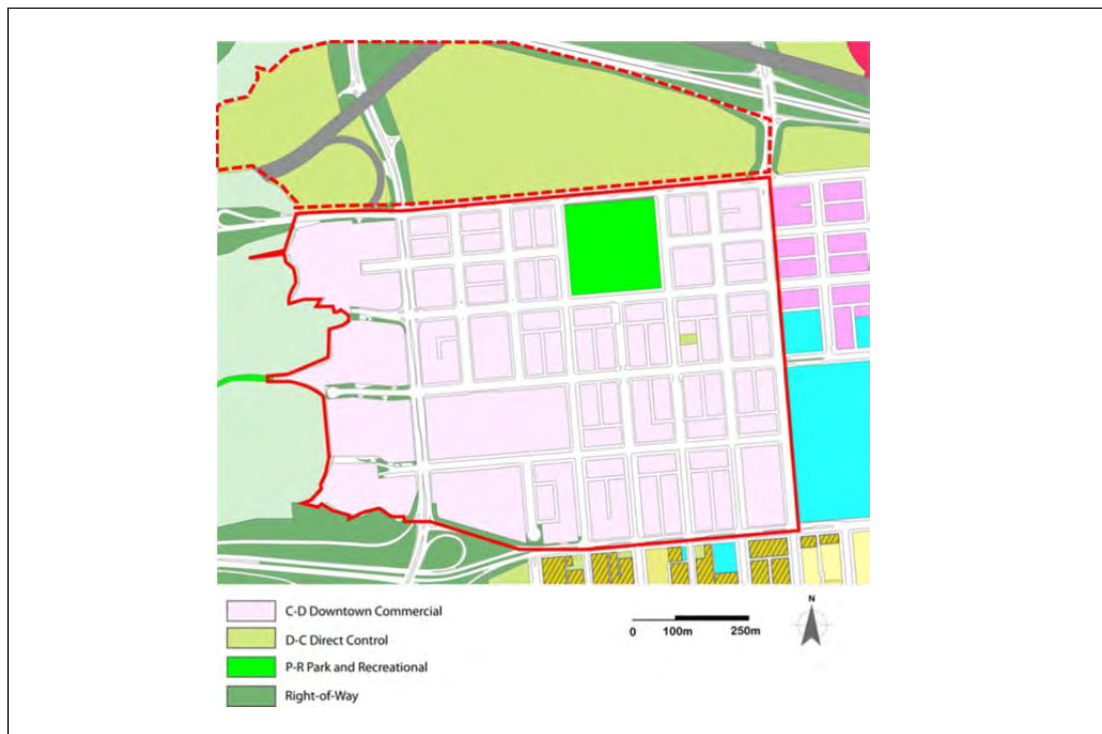 C-D Downtown Commercial
D-C Direct Control
P-R Park and Recreational
Right-of-Way
0 100m 250m
N